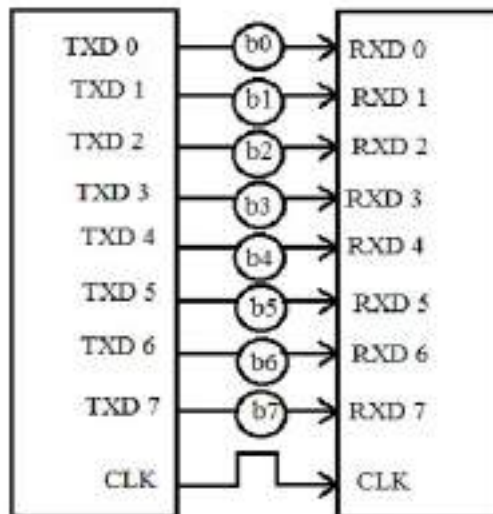 TXD 0 b0 RXD 0
TXD 1 b1 RXD 1
TXD 2 b2 RXD 2
TXD 3 b3 RXD 3
TXD 4 b4 RXD 4
TXD 5 b5 RXD 5
TXD 6 b6 RXD 6
TXD 7 b7 RXD 7
CLK CLK